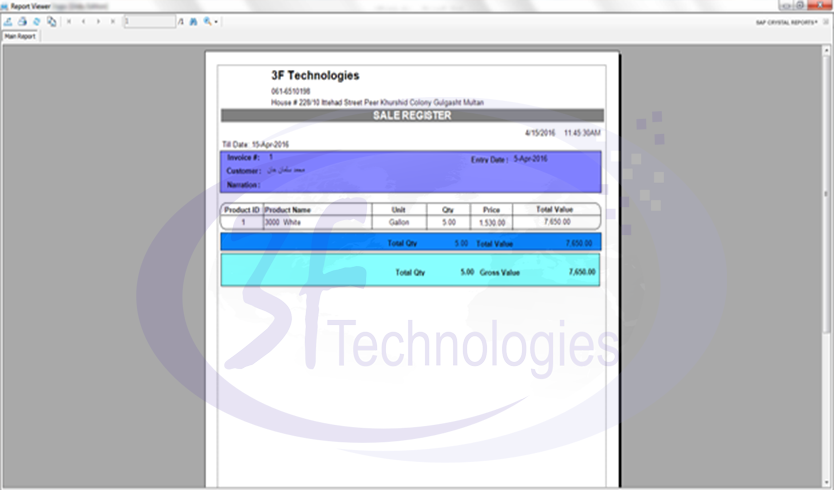 Report Viewer
1
/1
SAP CRYSTAL REPORTS
Main Report
3F Technologies
061-6510198
House # 228/10 Ittehad Street Peer Khurshid Colony Gulgasht Multan
SALE REGISTER
4/15/2016 11:45:30AM
Till Date: 15-Apr-2016
Invoice #: 1 Entry Date : 5-Apr-2016
Customer : محمد سلمان خان
Narration :
Product ID Product Name Unit Qty Price Total Value
1 3000 White Gallon 5.00 1,530.00 7,650.00
Total Qty 5.00 Total Value 7,650.00
Total Qty 5.00 Gross Value 7,650.00
3F Technologies